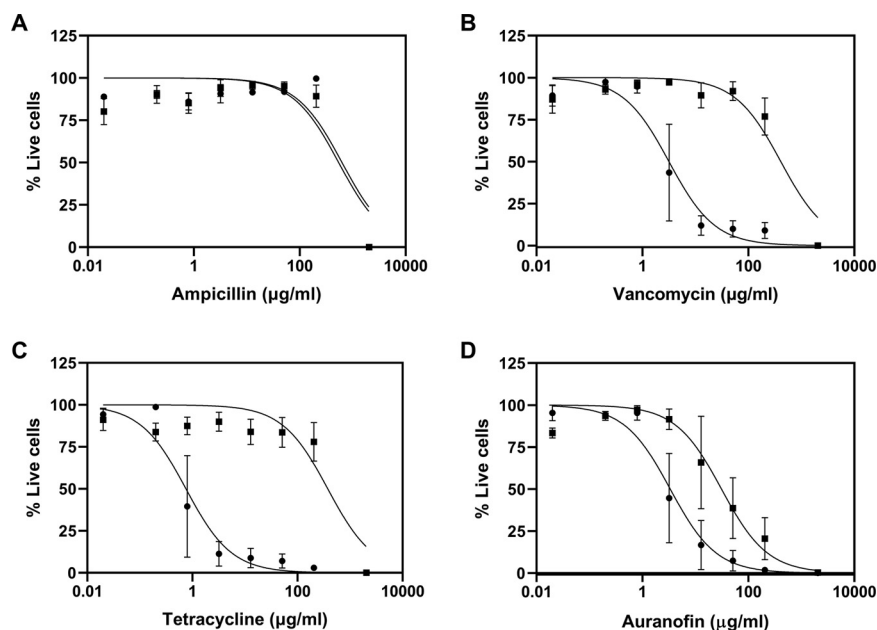 A
125
100
75
50
25
0
% Live cells
0.01 1 100 10000
Ampicillin (µg/ml)
B
125
100
75
50
25
0
% Live cells
0.01 1 100 10000
Vancomycin (µg/ml)
C
125
100
75
50
25
0
% Live cells
0.01 1 100 10000
Tetracycline (µg/ml)
D
125
100
75
50
25
0
% Live cells
0.01 1 100 10000
Auranofin (µg/ml)